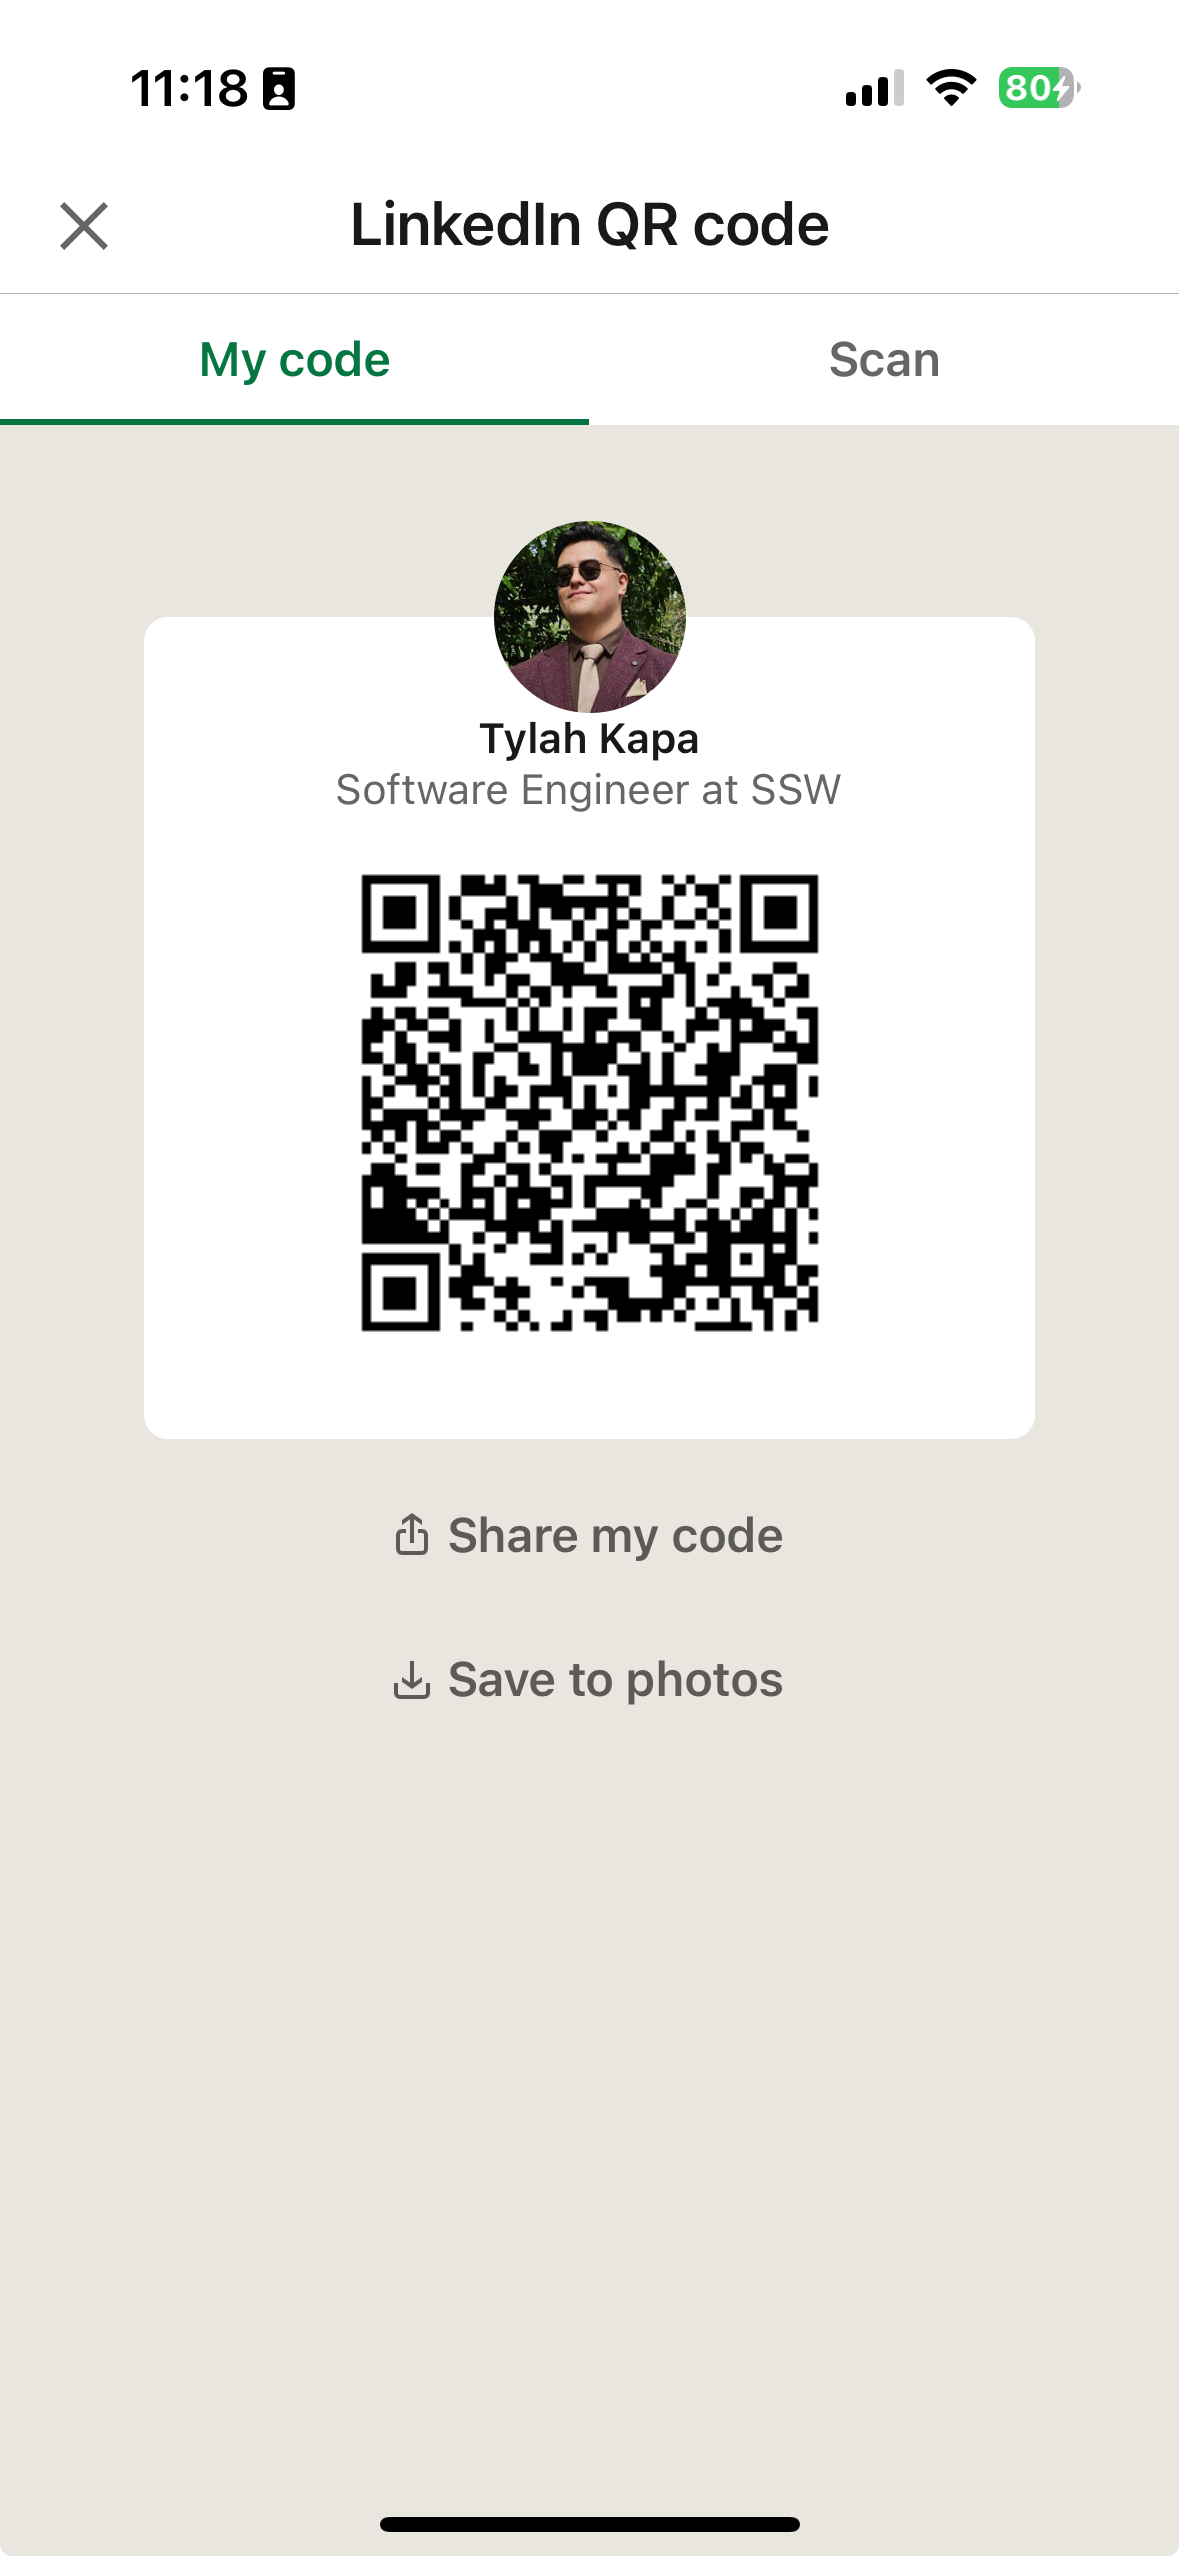 11:18
80
LinkedIn QR code
My code
Scan
Tylah Kapa
Software Engineer at SSW
Share my code
Save to photos